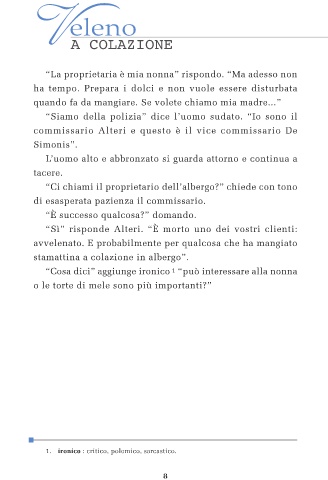 Veleno
A COLAZIONE
“La proprietaria è mia nonna” rispondo. “Ma adesso non
ha tempo. Prepara i dolci e non vuole essere disturbata
quando fa da mangiare. Se volete chiamo mia madre...”
“Siamo della polizia” dice l’uomo sudato. “Io sono il
commissario Alteri e questo è il vice commissario De
Simonis”.
L’uomo alto e abbronzato si guarda attorno e continua a
tacere.
“Ci chiami il proprietario dell’albergo?” chiede con tono
di esasperata pazienza il commissario.
“È successo qualcosa?” domando.
“Sì” risponde Alteri. “È morto uno dei vostri clienti:
avvelenato. E probabilmente per qualcosa che ha mangiato
stamattina a colazione in albergo”.
“Cosa dici” aggiunge ironico 1 “può interessare alla nonna
o le torte di mele sono più importanti?”
1. ironico : critico, polemico, sarcastico.
8